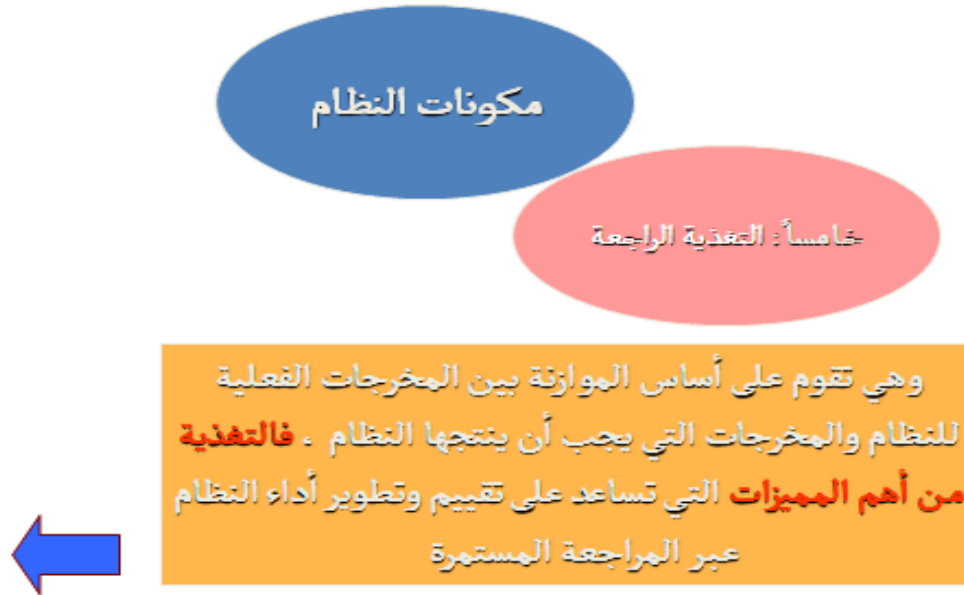 مكونات النظام
خامساً : التغذية الراجعة
وهي تقوم على أساس الموازنة بين المخرجات الفعلية
للنظام والمخرجات التي يجب أن ينتجها النظام ، فالتغذية
من أهم المميزات التي تساعد على تقييم وتطوير أداء النظام
عبر المراجعة المستمرة